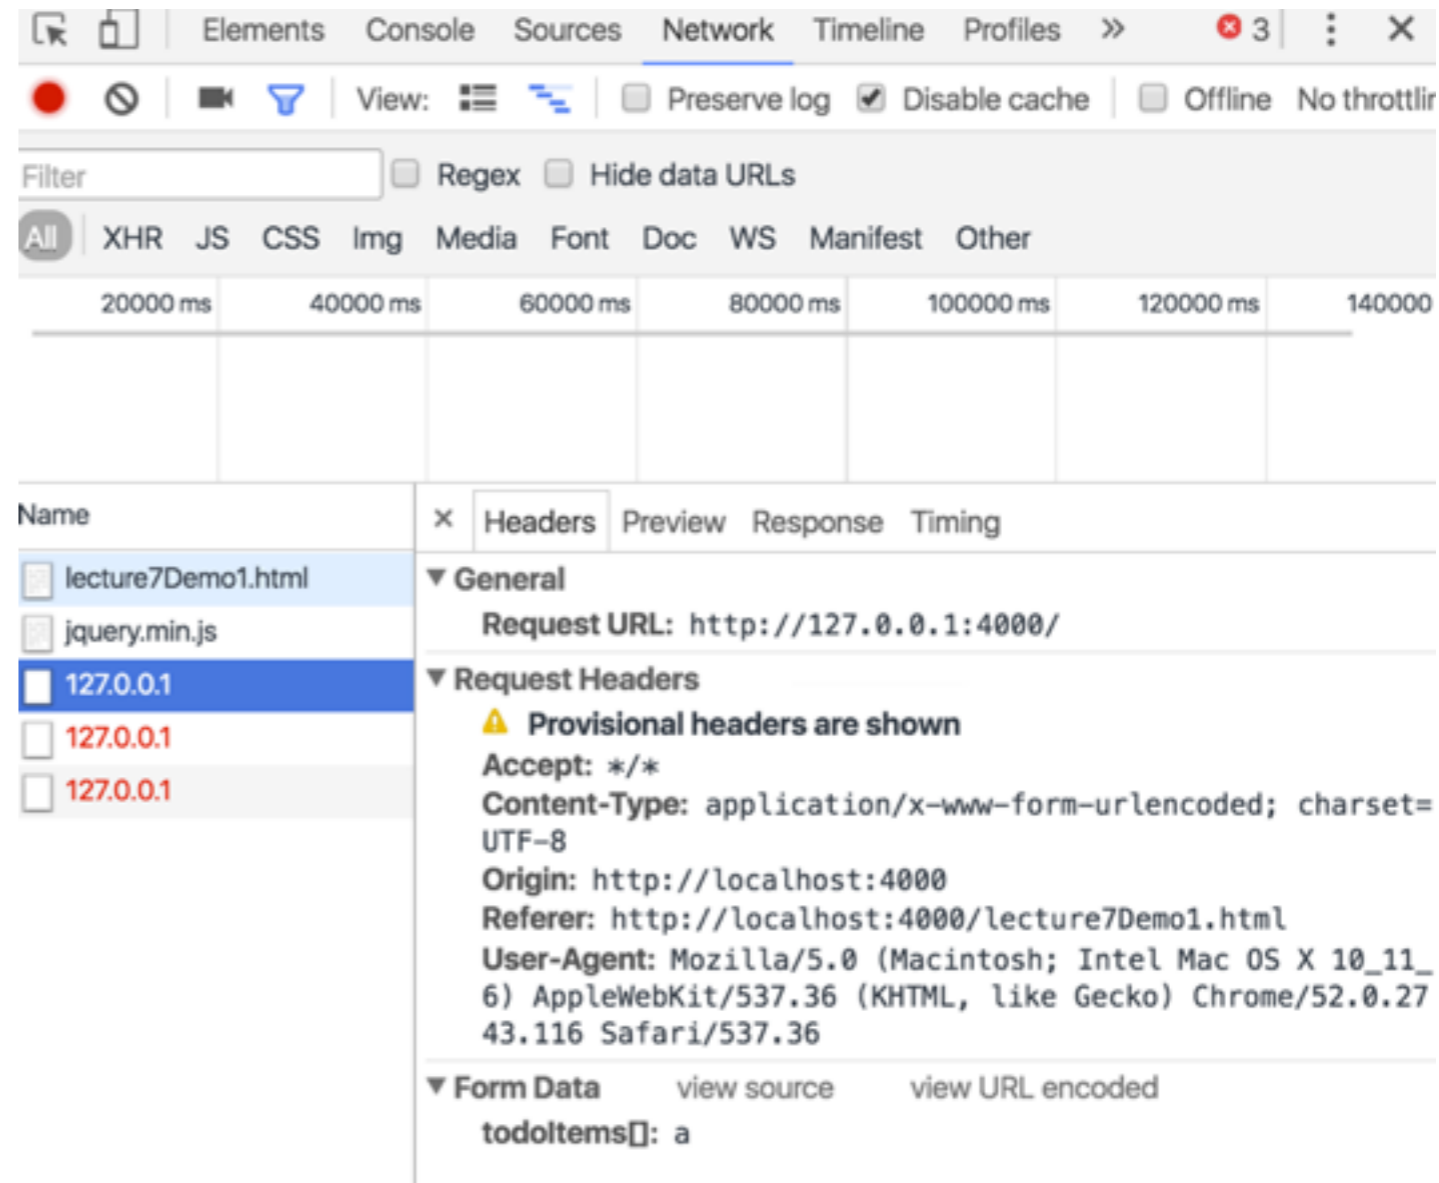 Elements Console Sources Network Timeline Profiles » 3
View: Preserve log Disable cache Offline No throttlin
Filter Regex Hide data URLs
All XHR JS CSS Img Media Font Doc WS Manifest Other
20000 ms 40000 ms 60000 ms 80000 ms 100000 ms 120000 ms 140000
Name
lecture7Demo1.html
jquery.min.js
127.0.0.1
127.0.0.1
127.0.0.1
× Headers Preview Response Timing
▼ General
Request URL: http://127.0.0.1:4000/
▼ Request Headers
Provisional headers are shown
Accept: */*
Content-Type: application/x-www-form-urlencoded; charset=
UTF-8
Origin: http://localhost:4000
Referer: http://localhost:4000/lecture7Demo1.html
User-Agent: Mozilla/5.0 (Macintosh; Intel Mac OS X 10_11_
6) AppleWebKit/537.36 (KHTML, like Gecko) Chrome/52.0.27
43.116 Safari/537.36
▼ Form Data view source view URL encoded
todoItems[]: a